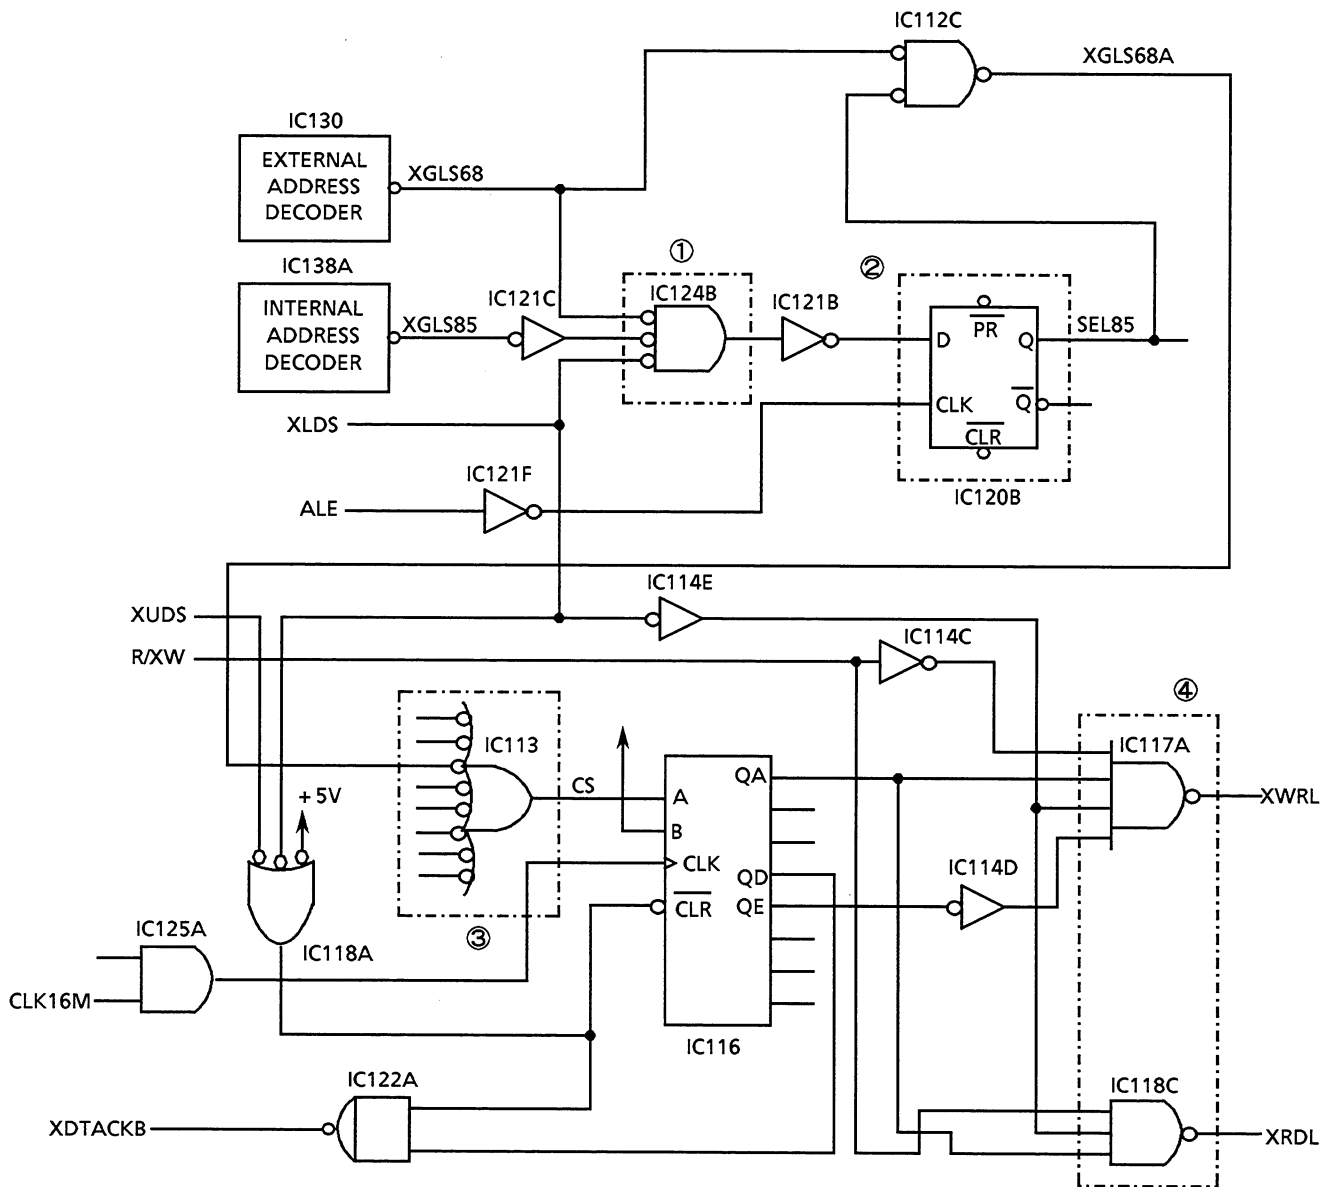 IC112C
XGLS68A
IC130
EXTERNAL
ADDRESS
DECODER
XGLS68
IC138A
INTERNAL
ADDRESS
DECODER
XGLS85
IC121C
①
IC124B
IC121B
②
D
PR
Q
SEL85
CLK
Q
CLR
IC120B
XLDS
IC121F
ALE
IC114E
XUDS
R/XW
IC114C
④
IC117A
XWRL
IC113
CS
③
+5V
IC118A
A
B
CLK
CLR
QA
QD
QE
IC116
IC114D
IC125A
CLK16M
IC122A
XDTACKB
IC118C
XRDL